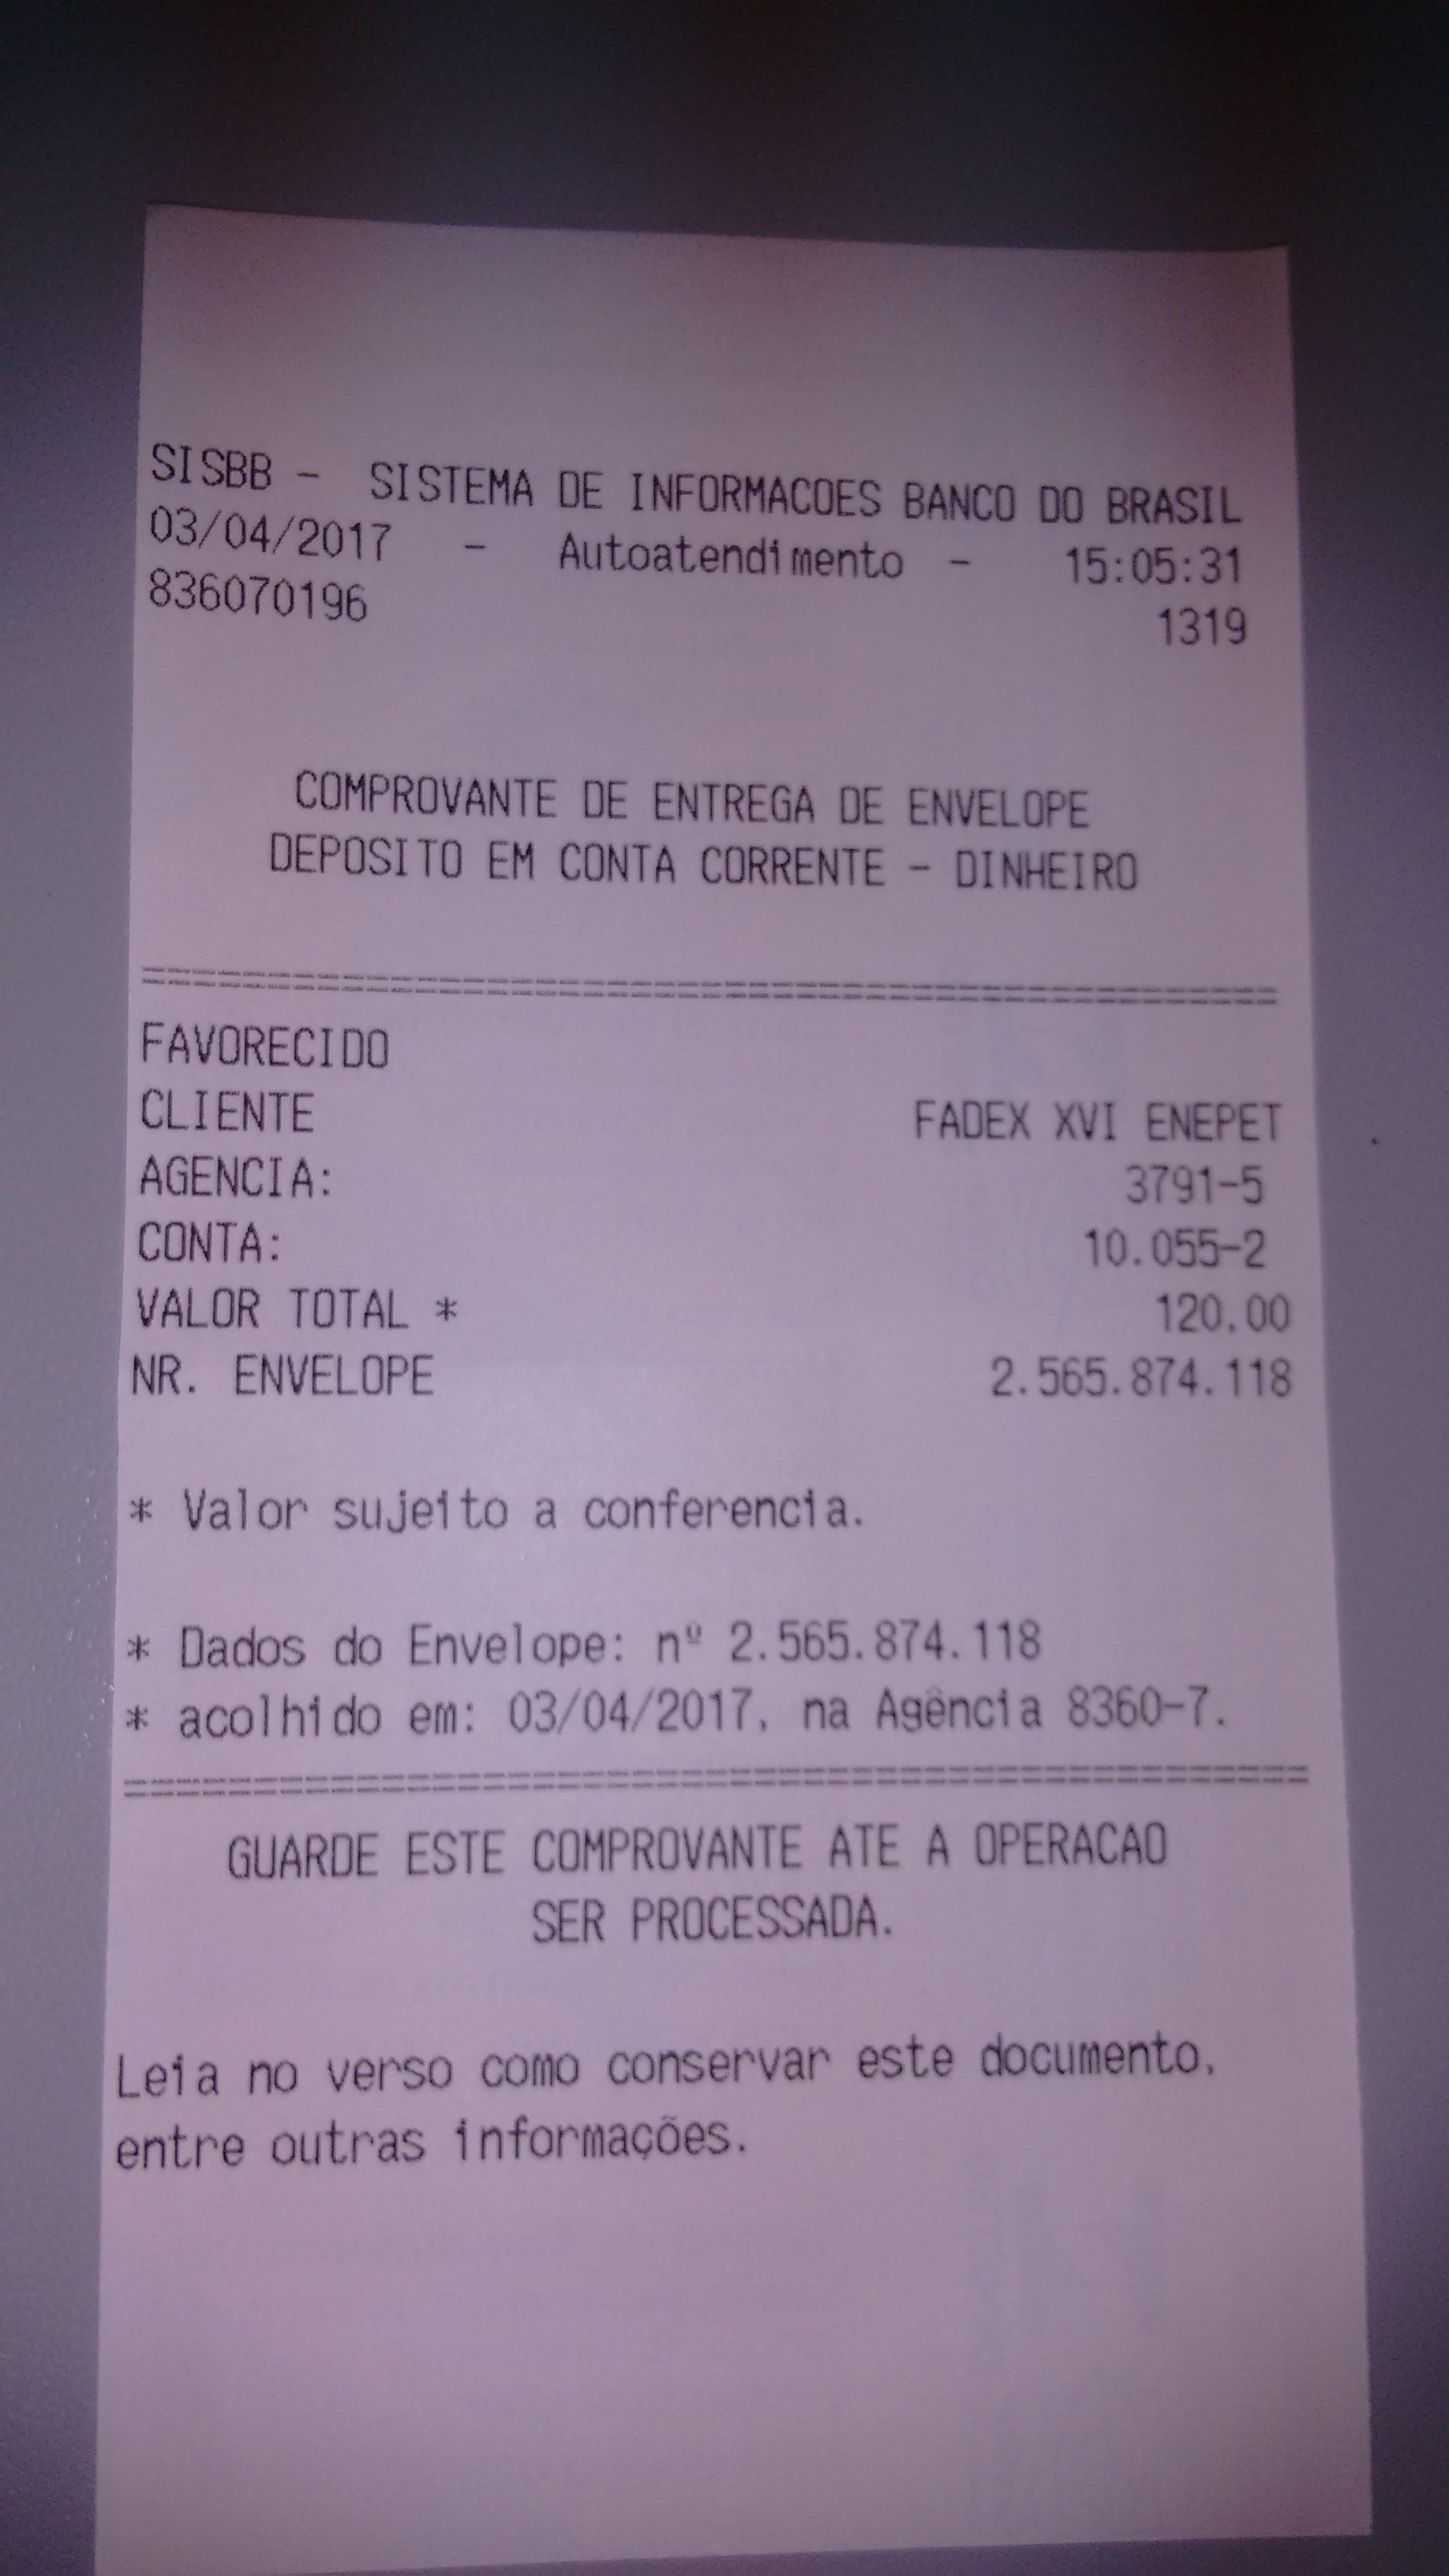 SISBB - SISTEMA DE INFORMACOES BANCO DO BRASIL
03/04/2017 - Autoatendimento - 15:05:31
836070196 1319
COMPROVANTE DE ENTREGA DE ENVELOPE
DEPOSITO EM CONTA CORRENTE - DINHEIRO
FAVORECIDO
CLIENTE FADEX XVI ENEPET
AGENCIA: 3791-5
CONTA: 10.055-2
VALOR TOTAL * 120,00
NR. ENVELOPE 2.565.874.118
* Valor sujeito a conferencia.
* Dados do Envelope: nº 2.565.874.118
* acolhido em: 03/04/2017, na Agência 8360-7.
GUARDE ESTE COMPROVANTE ATE A OPERACAO
SER PROCESSADA.
Leia no verso como conservar este documento,
entre outras informações.